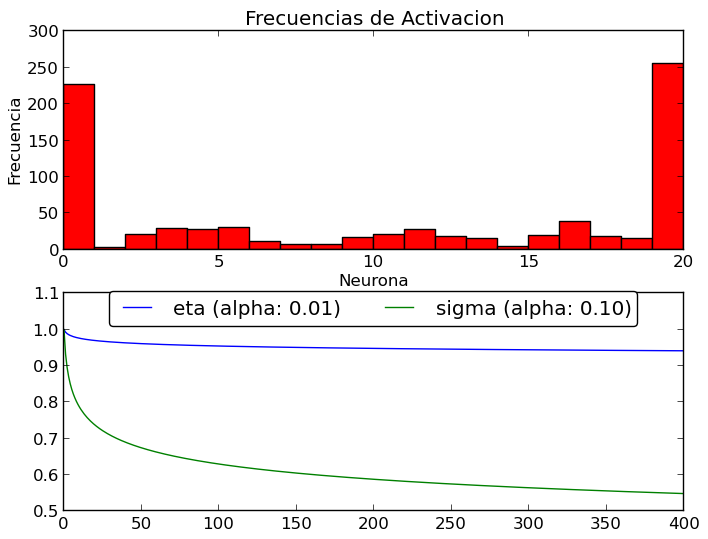 Frecuencias de Activacion
300
250
200
150
100
50
0
Frecuencia
0 5 10 15 20
Neurona
1.1
1.0
0.9
0.8
0.7
0.6
0.5
eta (alpha: 0.01) sigma (alpha: 0.10)
0 50 100 150 200 250 300 350 400